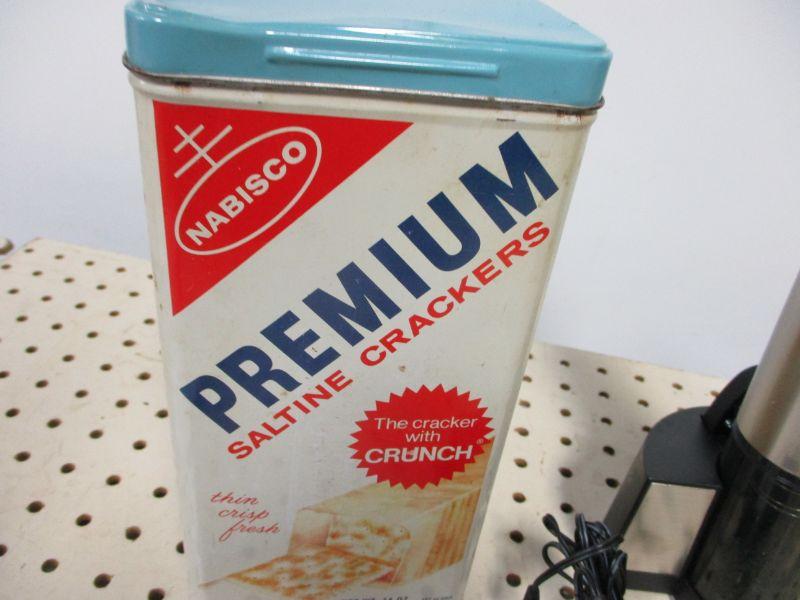 NABISCO
PREMIUM
SALTINE CRACKERS
The cracker
with
CRUNCH®
thin
crisp
fresh